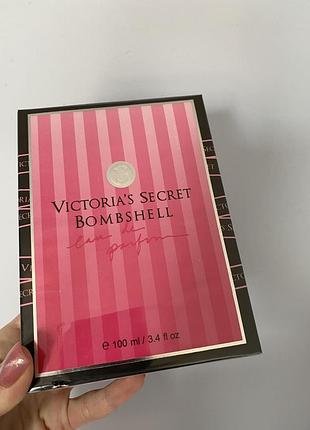 VICTORIA'S SECRET
BOMBSHELL
eau de
parfum
e 100 ml / 3.4 fl oz